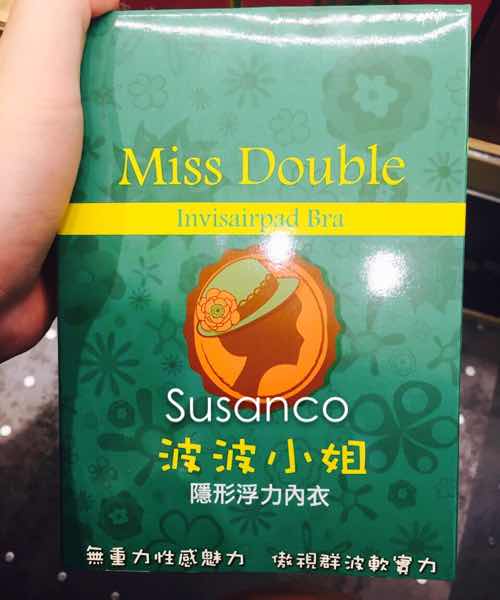 Miss Double
Invisairpad Bra
Susanco
波波小姐
隱形浮力內衣
無重力性感魅力 傲視群波軟實力